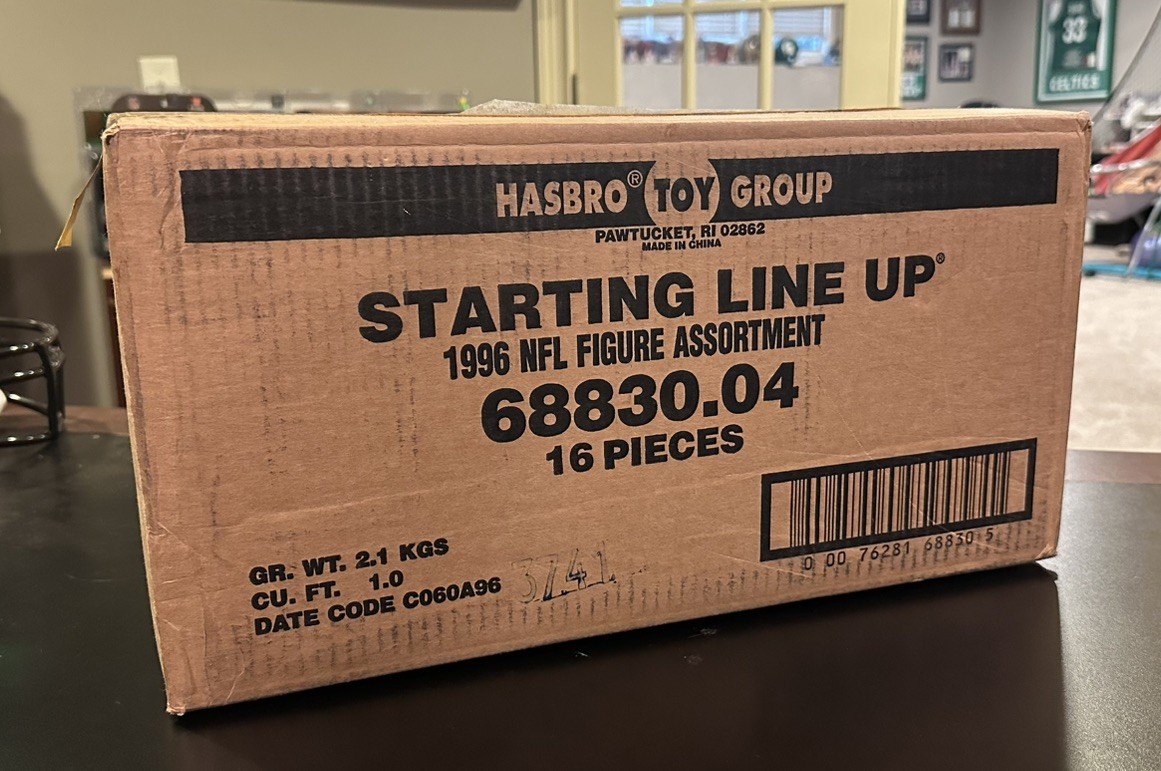 HASBRO® TOY GROUP
PAWTUCKET, RI 02862
MADE IN CHINA
STARTING LINE UP®
1996 NFL FIGURE ASSORTMENT
68830.04
16 PIECES
GR. WT. 2.1 KGS
CU. FT. 1.0
DATE CODE C060A96
3741
0 00 76281 68830 5
33
CELTICS